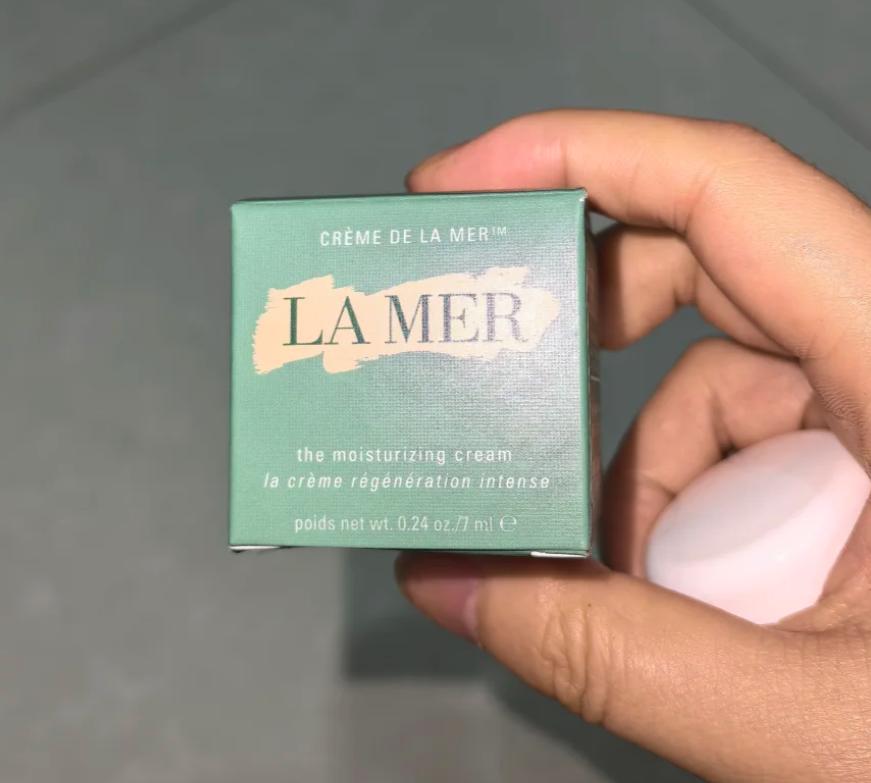 CRÈME DE LA MER™
LA MER
the moisturizing cream
la crème régénération intense
poids net wt. 0.24 oz./7 ml ℮